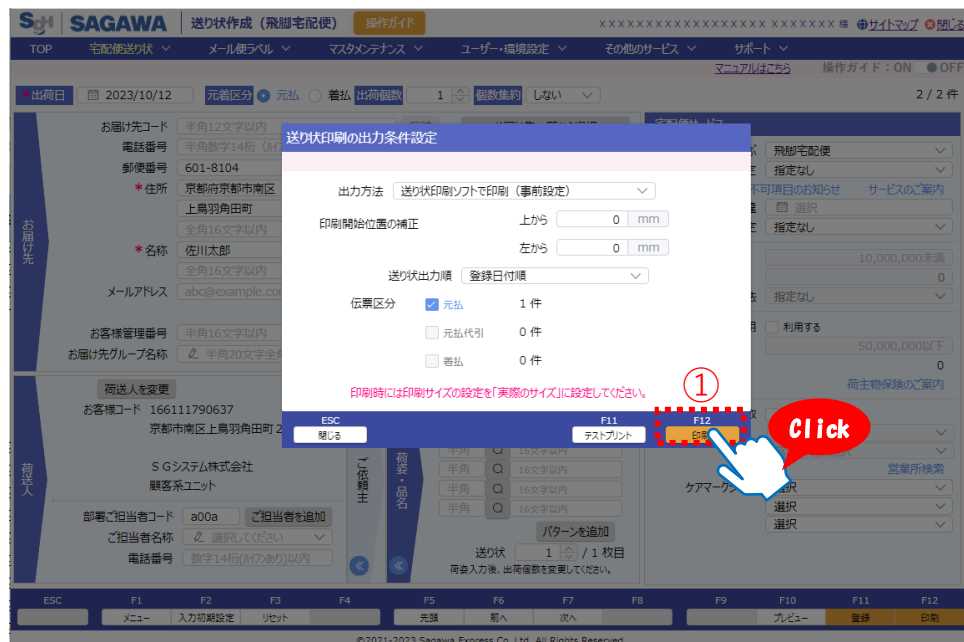 SGH SAGAWA 送り状作成（飛脚宅配便） 操作ガイド XXXXXXXXXXXXXXXXXXXXX XXXXXXX 様 サイトマップ 閉じる
TOP 宅配便送り状 メール便ラベル マスタメンテナンス ユーザー・環境設定 その他のサービス サポート
マニュアルはこちら 操作ガイド：ON OFF
*出荷日 2023/10/12 元着区分 元払 着払 出荷個数 1 個数集約 しない 2 / 2 件
お届け先
お届け先コード 半角12文字以内
電話番号
郵便番号 601-8104
*住所 京都府京都市南区
上鳥羽角田町
全角16文字以内
*名称 佐川太郎
全角16文字以内
メールアドレス abc@example.co
お客様管理番号 半角16文字以内
お届け先グループ名称
送り状印刷の出力条件設定
出力方法 送り状印刷ソフトで印刷（事前設定）
印刷開始位置の補正 上から 0 mm
左から 0 mm
送り状出力順 登録日付順
伝票区分 元払 1 件
元払代引 0 件
着払 0 件
印刷時には印刷サイズの設定を「実際のサイズ」に設定してください。
①
ESC F11 F12
閉じる テストプリント
Click
飛脚宅配便
指定なし
不可項目のお知らせ サービスのご案内
選択
指定なし
10,000,000未満
0
指定なし
利用する
50,000,000以下
0
荷主物保険のご案内
営業所検索
ケアマーク 選択
選択
選択
荷送人
荷送人を変更
お客様コード 166111790637
京都市南区上鳥羽角田町２
ＳＧシステム株式会社
顧客系ユニット
部署ご担当者コード a00a ご担当者を追加
ご担当者名称 選択してください
電話番号 数字14桁(ハイフンあり)以内
ご依頼主
荷姿・品名
半角 16文字以内
半角 16文字以内
半角 16文字以内
パターンを追加
送り状 1 / 1 枚目
荷姿入力後、出荷個数を変更してください。
ESC F1 F2 F3 F4 F5 F6 F7 F8 F9 F10 F11 F12
メニュー 入力初期設定 リセット 先頭 前へ 次へ プレビュー 登録 印刷
©2021-2023 Sagawa Express Co.,Ltd. All Rights Reserved.